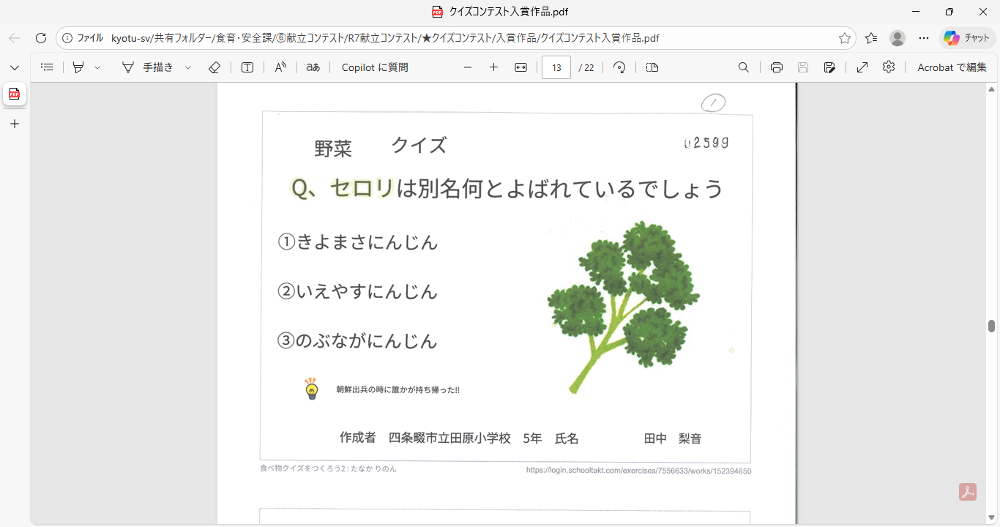 クイズコンテスト入賞作品.pdf
ファイル kyotu-sv/共有フォルダー/食育・安全課/⑥献立コンテスト/R7献立コンテスト/★クイズコンテスト/入賞作品/クイズコンテスト入賞作品.pdf
チャット
手描き
aあ
Copilot に質問
13 / 22
Acrobat で編集
1
野菜 クイズ
02599
Q、セロリは別名何とよばれているでしょう
①きよまさにんじん
②いえやすにんじん
③のぶながにんじん
朝鮮出兵の時に誰かが持ち帰った!!
作成者 四条畷市立田原小学校 5年 氏名 田中 梨音
食べ物クイズをつくろう2 : たなか りのん
https://login.schooltakt.com/exercises/7556633/works/152394650